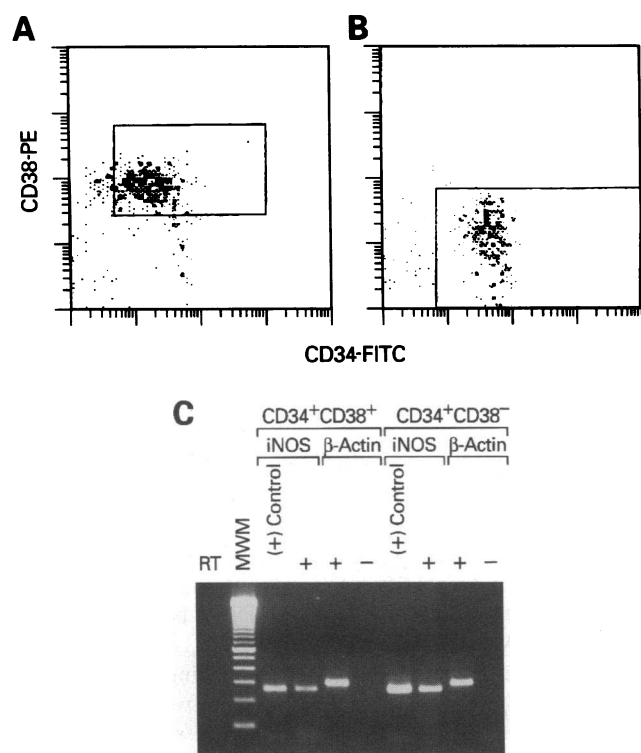 A
B
CD38-PE
CD34-FITC
C
CD34⁺CD38⁺ CD34⁺CD38⁻
iNOS β-Actin iNOS β-Actin
(+) Control (+) Control
RT MWM + + − + + −